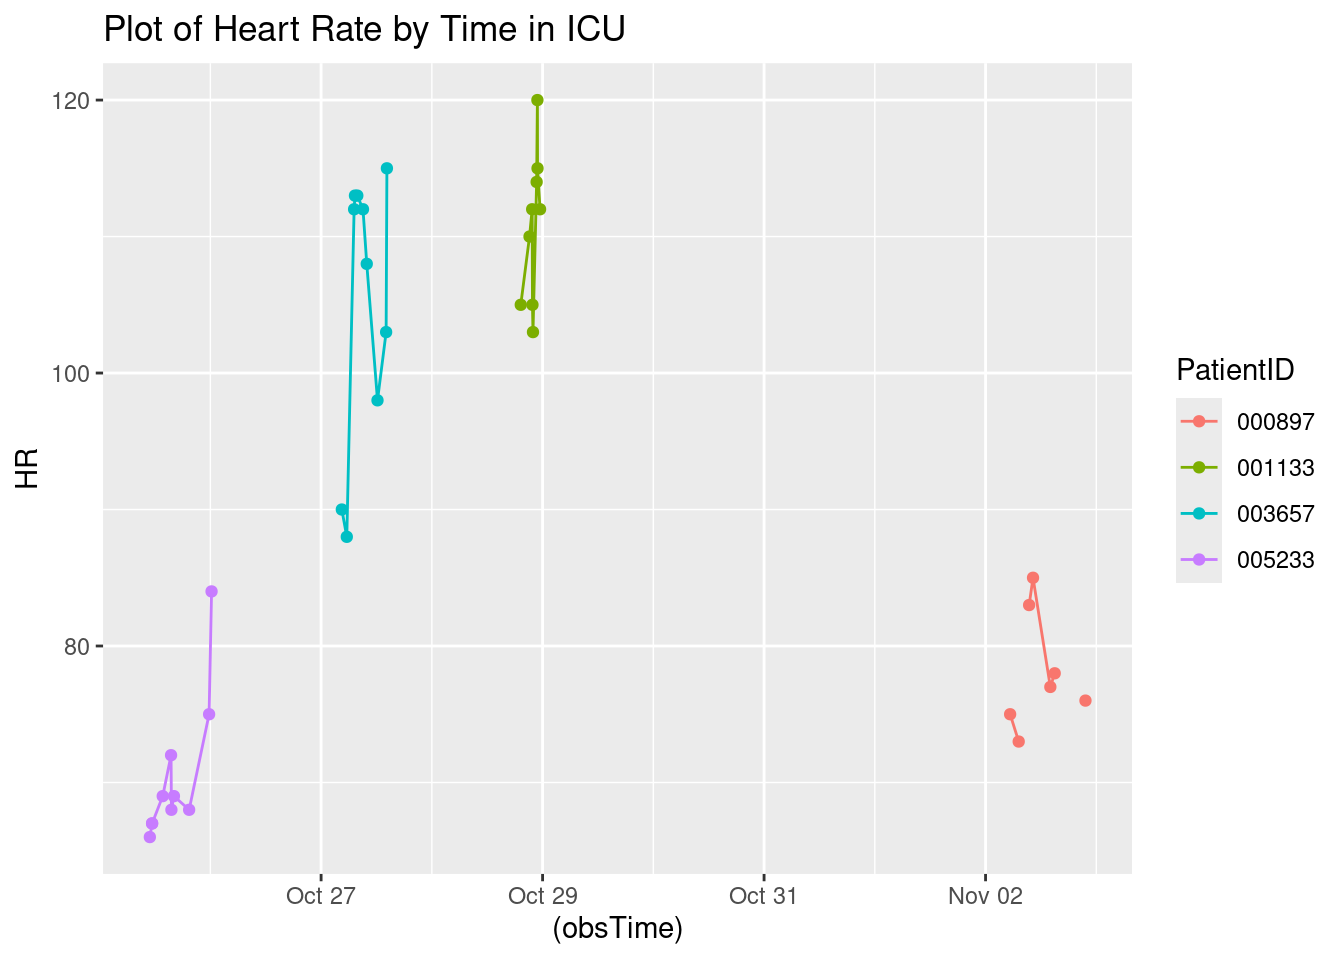 Plot of Heart Rate by Time in ICU
120
100
80
HR
Oct 27
Oct 29
Oct 31
Nov 02
(obsTime)
PatientID
000897
001133
003657
005233